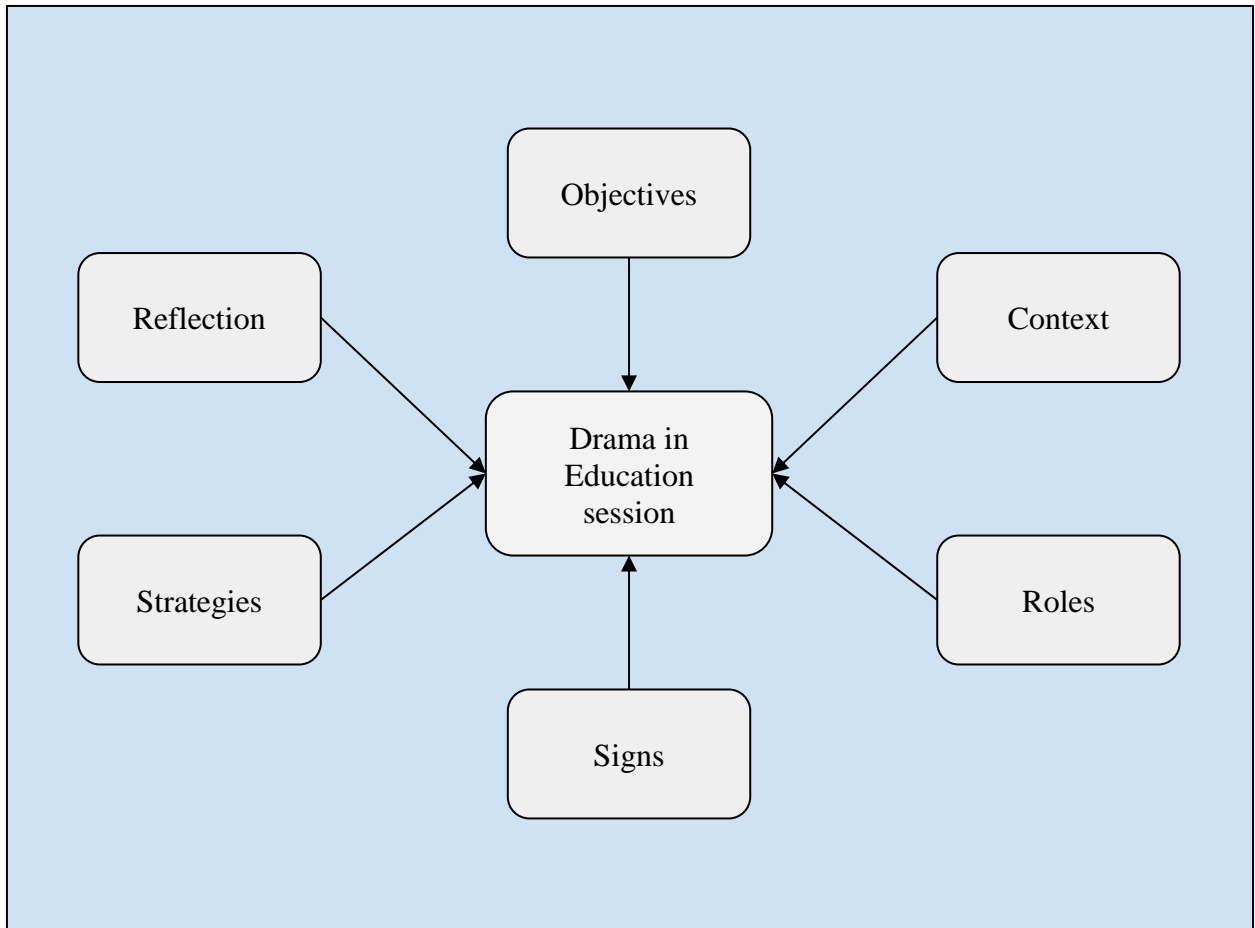 Objectives
Reflection
Context
Drama in
Education
session
Strategies
Roles
Signs